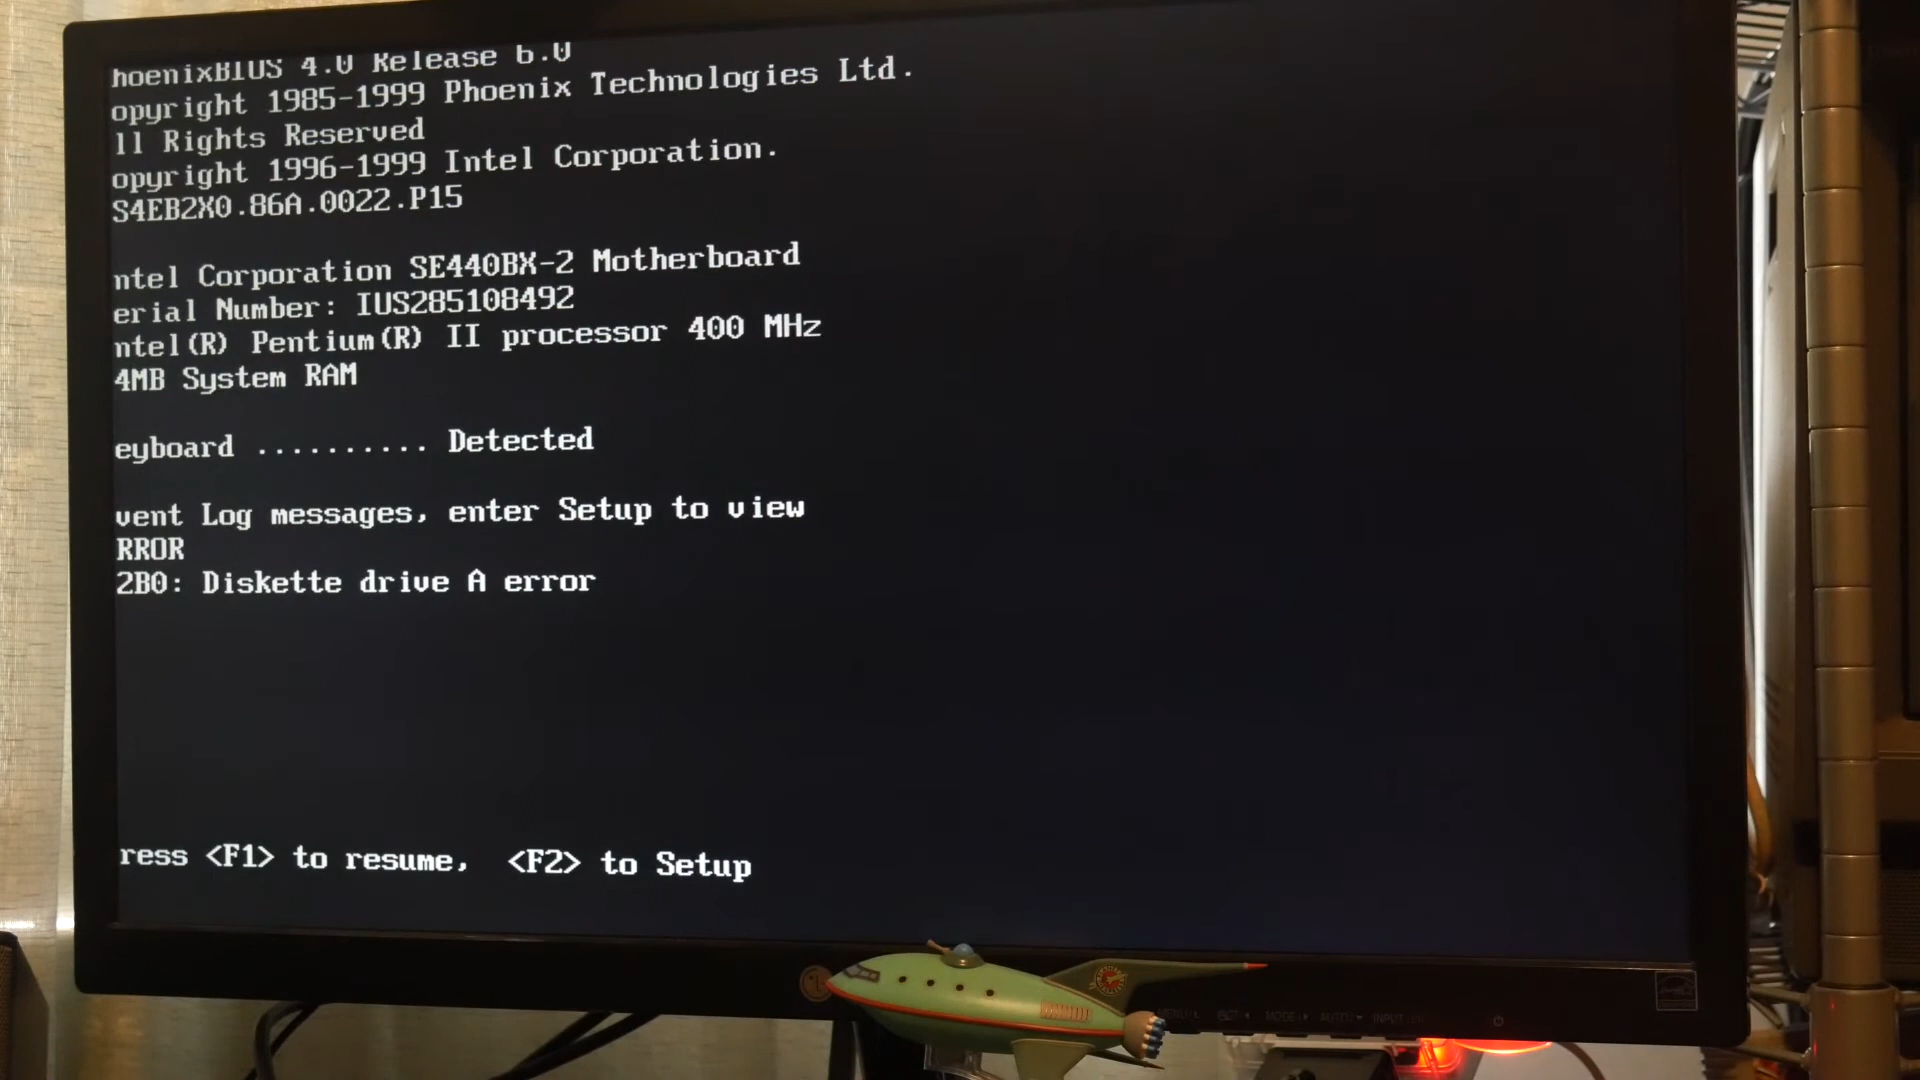 hoenixBIOS 4.0 Release 6.0
opyright 1985-1999 Phoenix Technologies Ltd.
ll Rights Reserved
opyright 1996-1999 Intel Corporation.
S4EB2X0.86A.0022.P15
ntel Corporation SE440BX-2 Motherboard
erial Number: IUS285108492
ntel(R) Pentium(R) II processor 400 MHz
4MB System RAM
eyboard .......... Detected
vent Log messages, enter Setup to view
RROR
2B0: Diskette drive A error
ress <F1> to resume,  <F2> to Setup